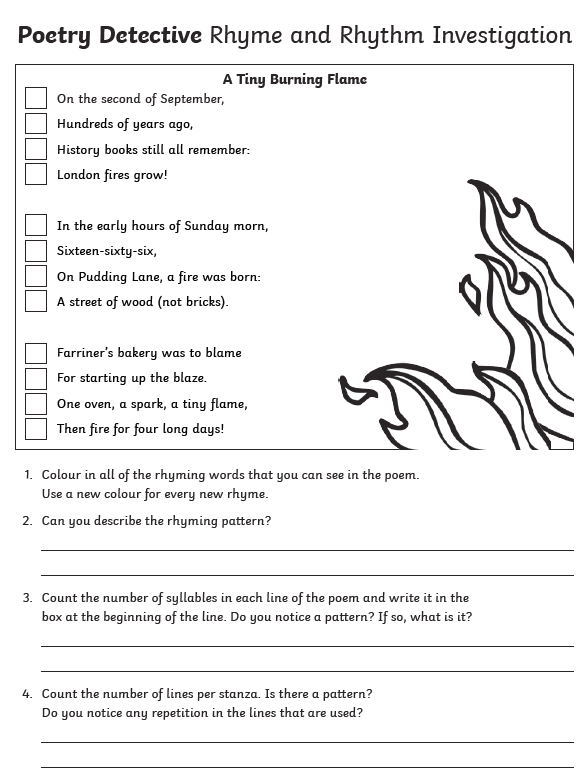 Poetry Detective Rhyme and Rhythm Investigation
A Tiny Burning Flame
On the second of September,
Hundreds of years ago,
History books still all remember:
London fires grow!
In the early hours of Sunday morn,
Sixteen-sixty-six,
On Pudding Lane, a fire was born:
A street of wood (not bricks).
Farriner's bakery was to blame
For starting up the blaze.
One oven, a spark, a tiny flame,
Then fire for four long days!
1. Colour in all of the rhyming words that you can see in the poem.
Use a new colour for every new rhyme.
2. Can you describe the rhyming pattern?
3. Count the number of syllables in each line of the poem and write it in the
box at the beginning of the line. Do you notice a pattern? If so, what is it?
4. Count the number of lines per stanza. Is there a pattern?
Do you notice any repetition in the lines that are used?